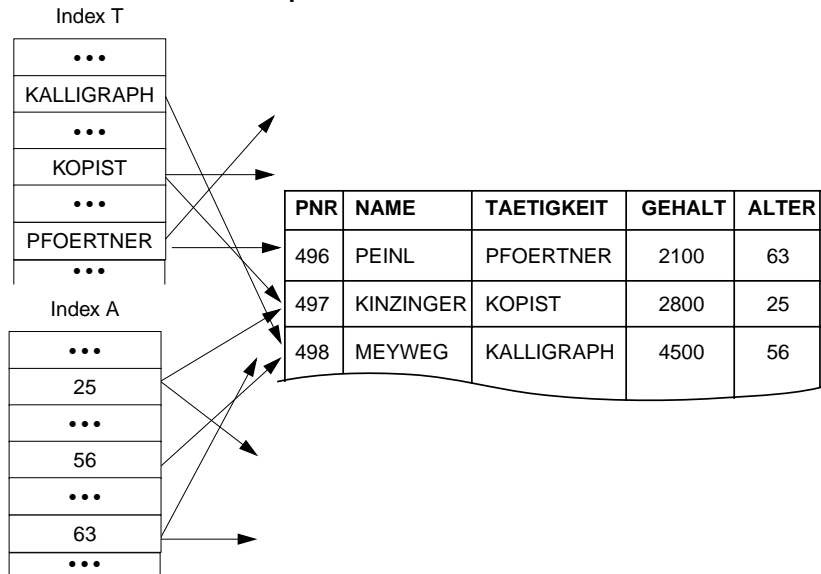 Index T
•••
KALLIGRAPH
•••
KOPIST
•••
PFOERTNER
•••
Index A
•••
25
•••
56
•••
63
•••
PNR NAME TAETIGKEIT GEHALT ALTER
496 PEINL PFOERTNER 2100 63
497 KINZINGER KOPIST 2800 25
498 MEYWEG KALLIGRAPH 4500 56